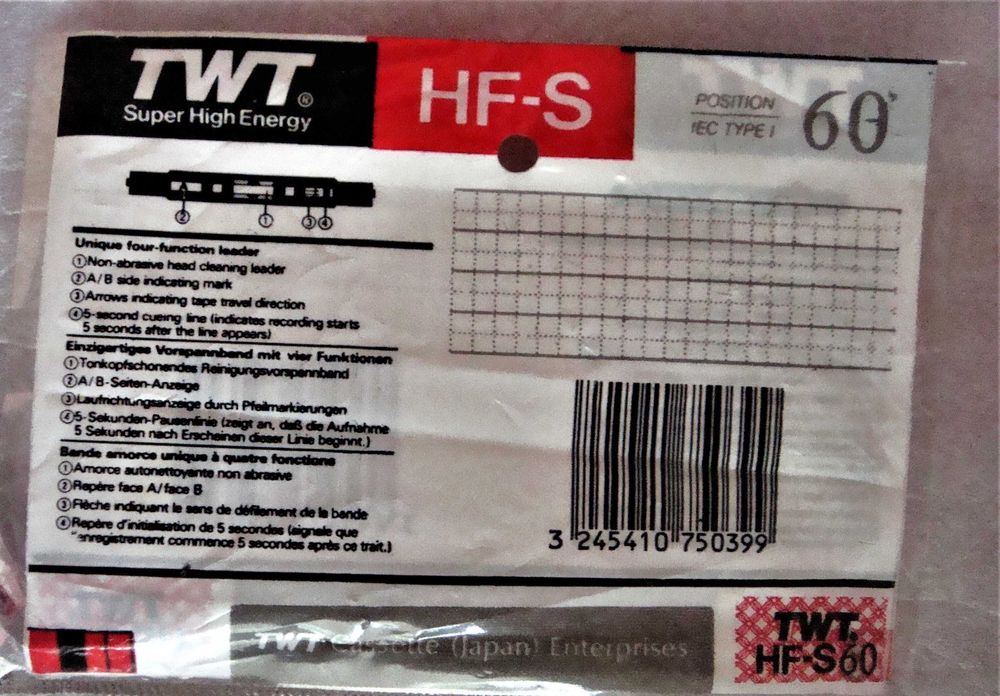 TWT®
Super High Energy
HF-S
POSITION
IEC TYPE I
60'
② ① ③ ④
Unique four-function leader
①Non-abrasive head cleaning leader
②A/B side indicating mark
③Arrows indicating tape travel direction
④5-second cueing line (indicates recording starts
5 seconds after the line appears)
Einzigartiges Vorspannband mit vier Funktionen
①Tonkopfschonendes Reinigungsvorspannband
②A/B-Seiten-Anzeige
③Laufrichtungsanzeige durch Pfeilmarkierungen
④5-Sekunden-Pausenlinie (zeigt an, daß die Aufnahme
5 Sekunden nach Erscheinen dieser Linie beginnt.)
Bande amorce unique à quatre fonctions
①Amorce autonettoyante non abrasive
②Repère face A/face B
③Flèche indiquant le sens de défilement de la bande
④Repère d'initialisation de 5 secondes (signale que
enregistrement commence 5 secondes après ce trait.)
3 245410 750399
TWT Cassette (Japan) Enterprises
TWT®
HF-S60